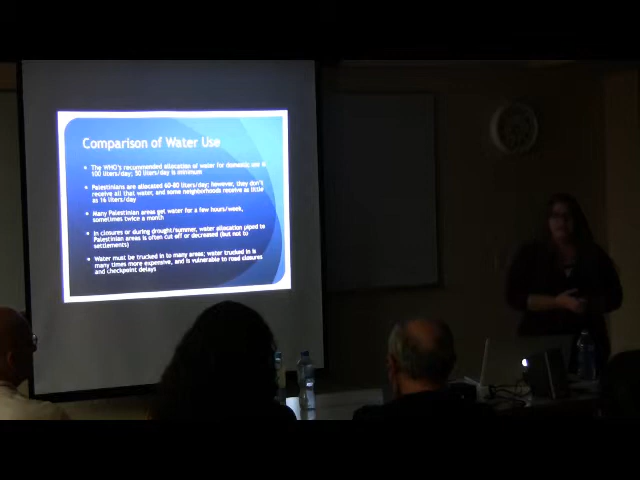 Comparison of Water Use
The WHO's recommended allocation of water for domestic use is
100 liters/day; 50 liters/day is minimum
Palestinians are allocated 60-80 liters/day; however, they don't
receive all that water, and some neighborhoods receive as little
as 16 liters/day
Many Palestinian areas get water for a few hours/week,
sometimes twice a month
In closures or during drought/summer, water allocation piped to
Palestinian areas is often cut off or decreased (but not to
settlements)
Water must be trucked in to many areas; water trucked in is
many times more expensive, and is vulnerable to road closures
and checkpoint delays